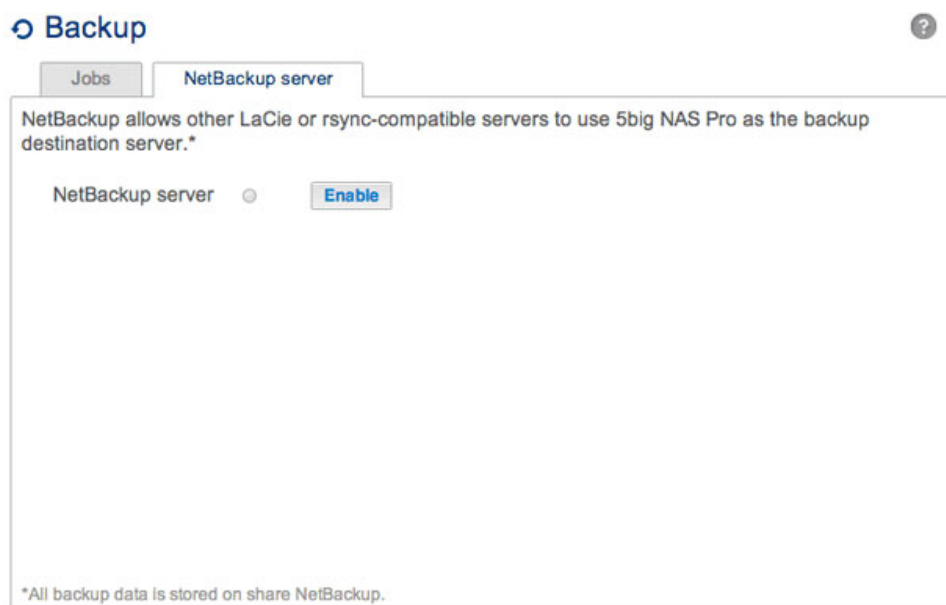 Backup
?
Jobs
NetBackup server
NetBackup allows other LaCie or rsync-compatible servers to use 5big NAS Pro as the backup
destination server.*
NetBackup server
Enable
*All backup data is stored on share NetBackup.